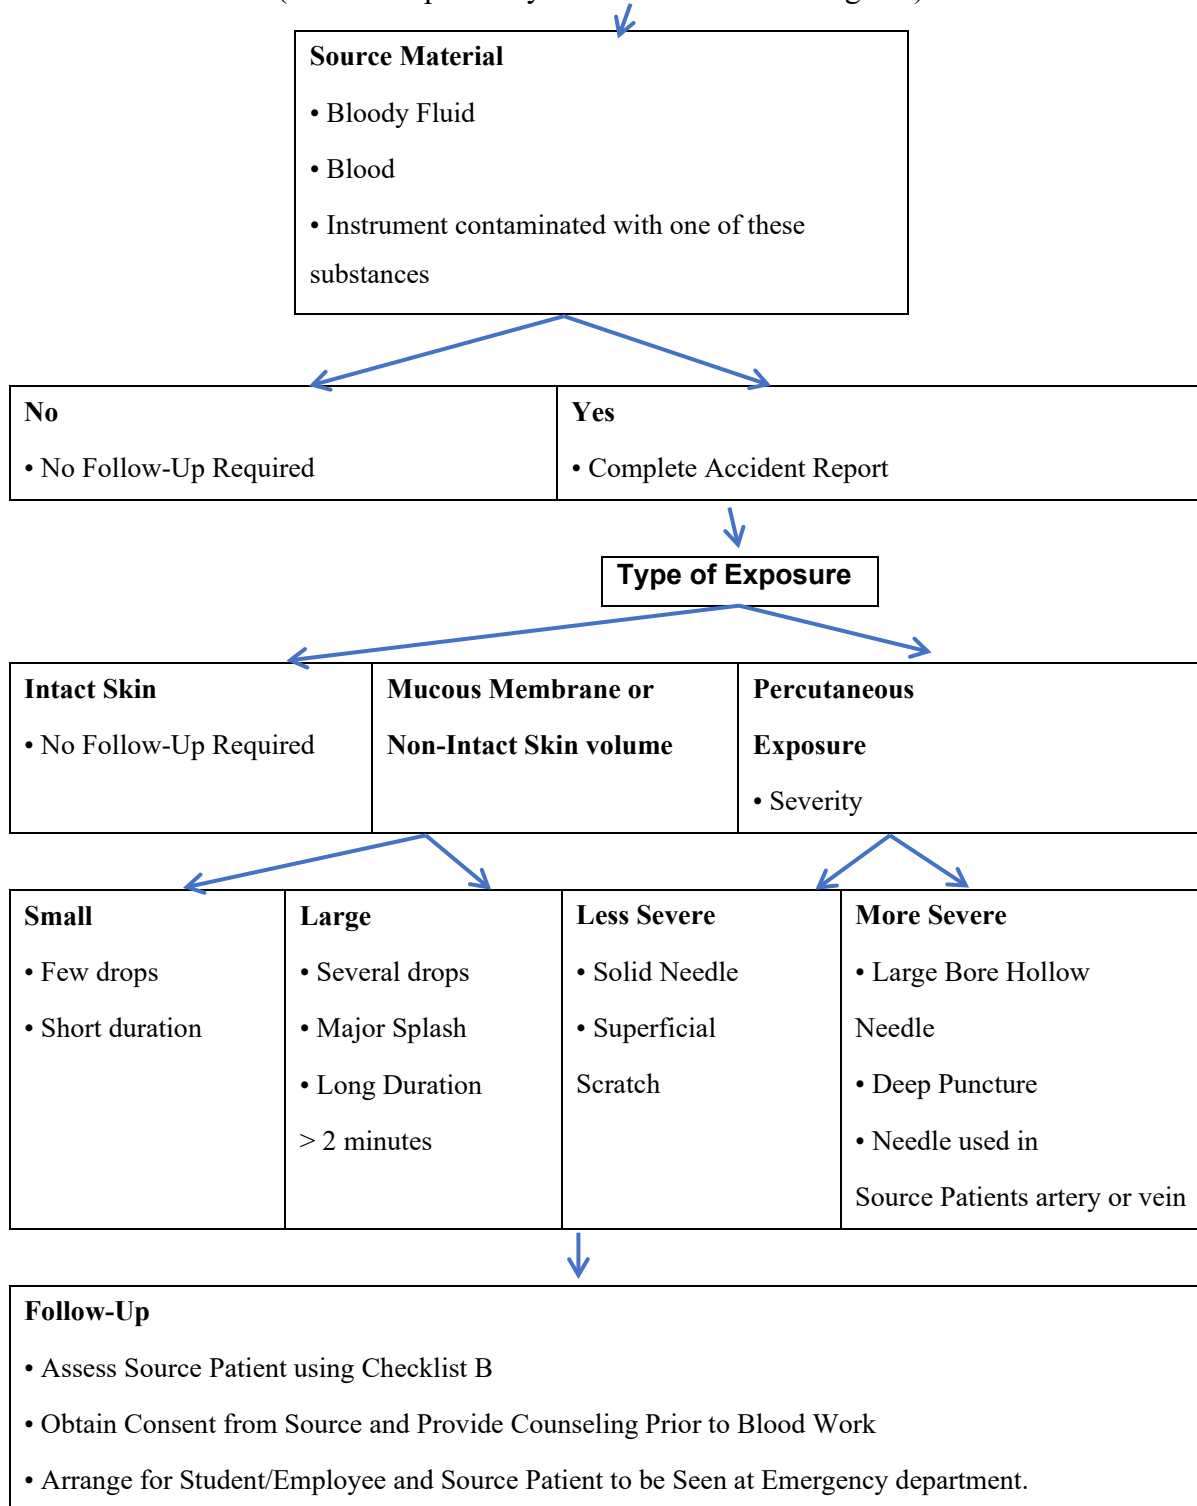 Source Material
• Bloody Fluid
• Blood
• Instrument contaminated with one of these
substances
No
• No Follow-Up Required
Yes
• Complete Accident Report
Type of Exposure
Intact Skin
• No Follow-Up Required
Mucous Membrane or
Non-Intact Skin volume
Percutaneous
Exposure
• Severity
Small
• Few drops
• Short duration
Large
• Several drops
• Major Splash
• Long Duration
> 2 minutes
Less Severe
• Solid Needle
• Superficial
Scratch
More Severe
• Large Bore Hollow
Needle
• Deep Puncture
• Needle used in
Source Patients artery or vein
Follow-Up
• Assess Source Patient using Checklist B
• Obtain Consent from Source and Provide Counseling Prior to Blood Work
• Arrange for Student/Employee and Source Patient to be Seen at Emergency department.